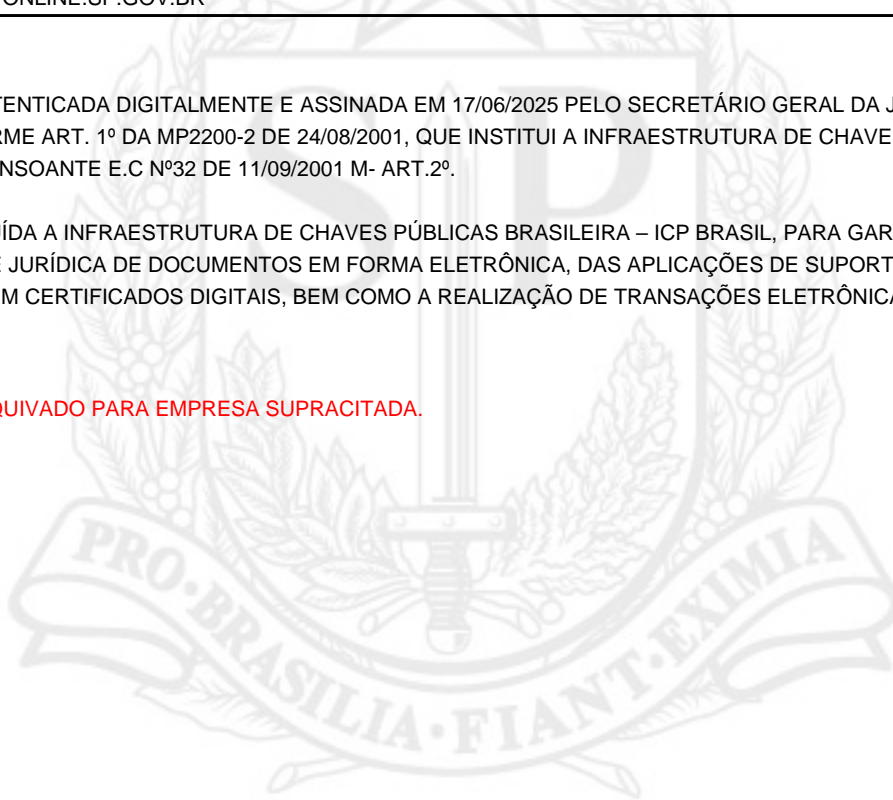 ONLINE.SP.GOV.BR
TENTICADA DIGITALMENTE E ASSINADA EM 17/06/2025 PELO SECRETÁRIO GERAL DA J
RME ART. 1º DA MP2200-2 DE 24/08/2001, QUE INSTITUI A INFRAESTRUTURA DE CHAVE
NSOANTE E.C Nº32 DE 11/09/2001 M- ART.2º.
UÍDA A INFRAESTRUTURA DE CHAVES PÚBLICAS BRASILEIRA – ICP BRASIL, PARA GAR
E JURÍDICA DE DOCUMENTOS EM FORMA ELETRÔNICA, DAS APLICAÇÕES DE SUPORT
M CERTIFICADOS DIGITAIS, BEM COMO A REALIZAÇÃO DE TRANSAÇÕES ELETRÔNICA
QUIVADO PARA EMPRESA SUPRACITADA.
SP
PRO·BRASILIA·FIANT·EXIMIA